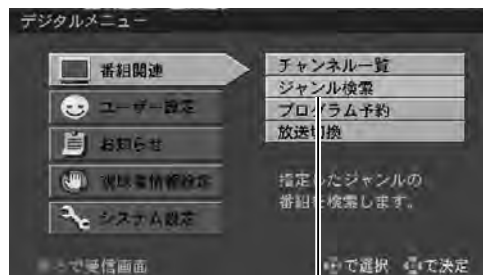 デジタルメニュー
番組関連
ユーザー設定
お知らせ
視聴者情報設定
システム設定
チャンネル一覧
ジャンル検索
プログラム予約
放送切換
指定したジャンルの
番組を検索します。
で受信画面
で選択 で決定